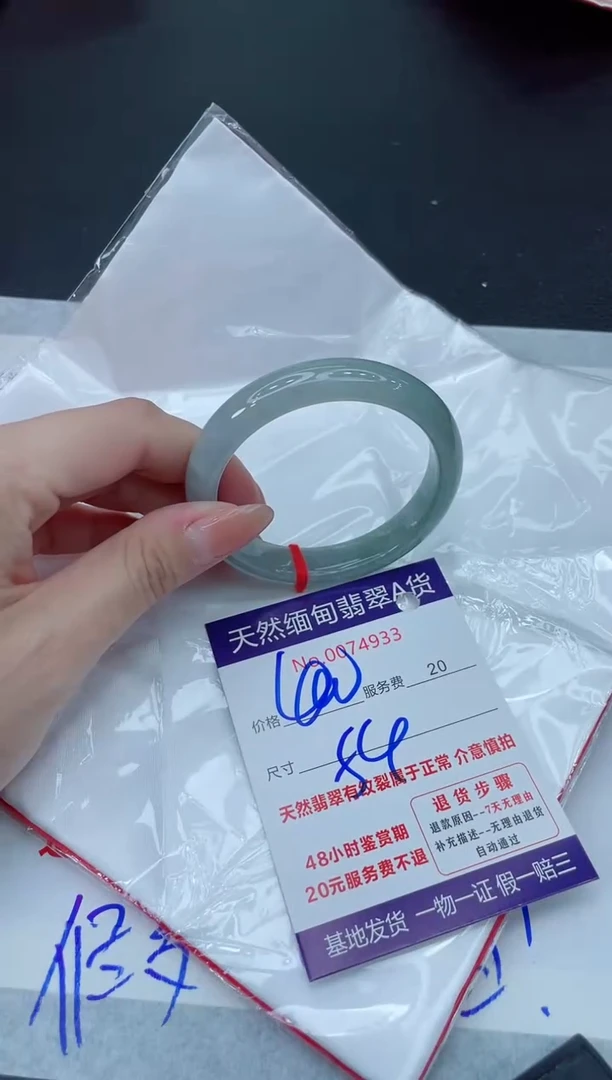 天然缅甸翡翠A货
No.0074933
价格 600 服务费 20
尺寸 54
天然翡翠有纹裂属于正常 介意慎拍
48小时鉴赏期
20元服务费不退
退货步骤
退款原因--7天无理由
补充描述--无理由退货
自动通过
基地发货 一物一证 假一赔三
假
!